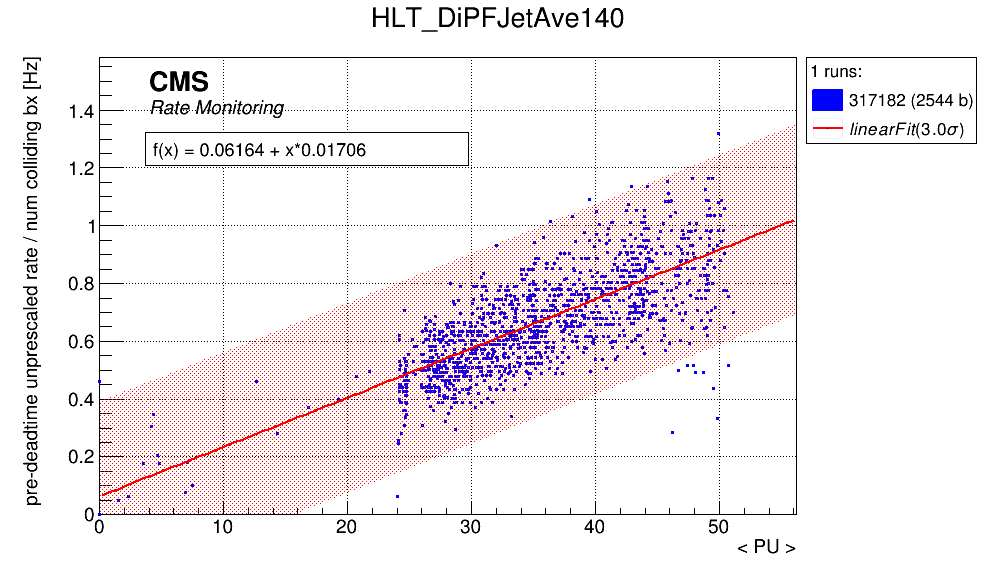 HLT_DiPFJetAve140
pre-deadtime unprescaled rate / num colliding bx [Hz]
CMS
Rate Monitoring
f(x) = 0.06164 + x*0.01706
1.4
1.2
1
0.8
0.6
0.4
0.2
0
0 10 20 30 40 50
< PU >
1 runs:
317182 (2544 b)
linearFit(3.0σ)